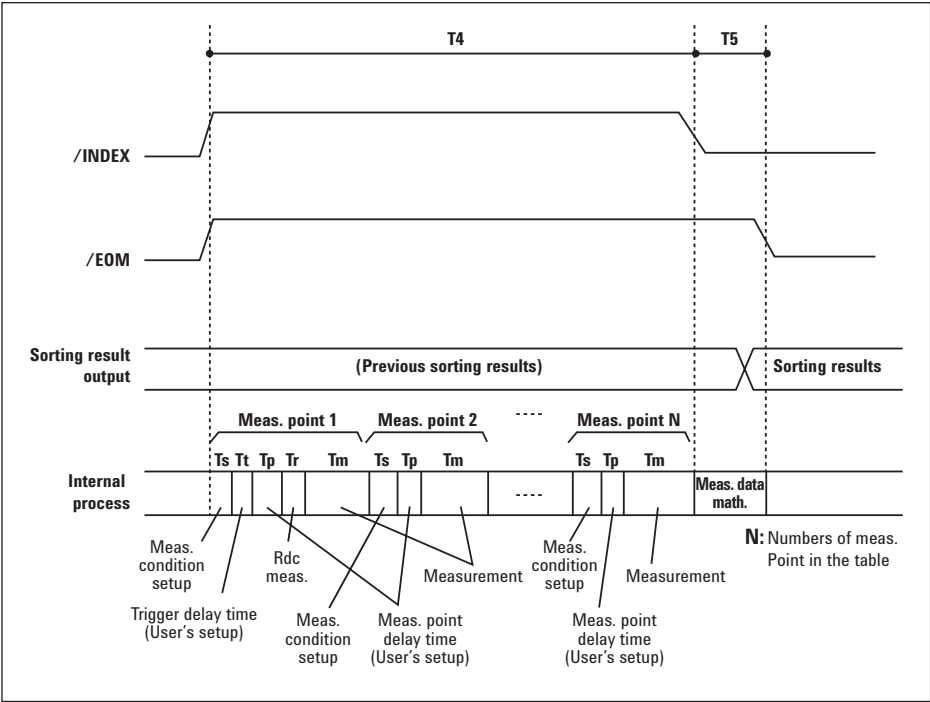 T4 T5
/INDEX
/EOM
Sorting result
output
(Previous sorting results)
Sorting results
Meas. point 1 Meas. point 2 ---- Meas. point N
Ts Tt Tp Tr Tm Ts Tp Tm Ts Tp Tm
Internal
process
----
Meas. data
math.
N: Numbers of meas.
Point in the table
Meas.
condition
setup
Rdc
meas.
Measurement
Meas.
condition
setup
Measurement
Trigger delay time
(User's setup)
Meas.
condition
setup
Meas. point
delay time
(User's setup)
Meas. point
delay time
(User's setup)